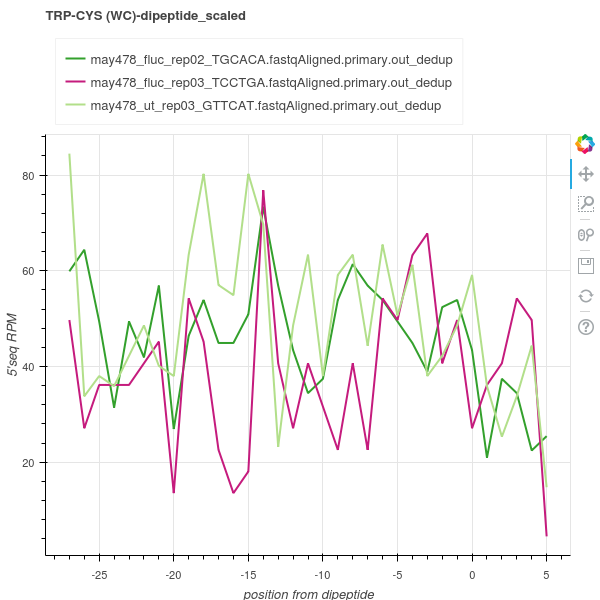 TRP-CYS (WC)-dipeptide_scaled
may478_fluc_rep02_TGCACA.fastqAligned.primary.out_dedup
may478_fluc_rep03_TCCTGA.fastqAligned.primary.out_dedup
may478_ut_rep03_GTTCAT.fastqAligned.primary.out_dedup
80
60
40
20
5'seq RPM
-25 -20 -15 -10 -5 0 5
position from dipeptide